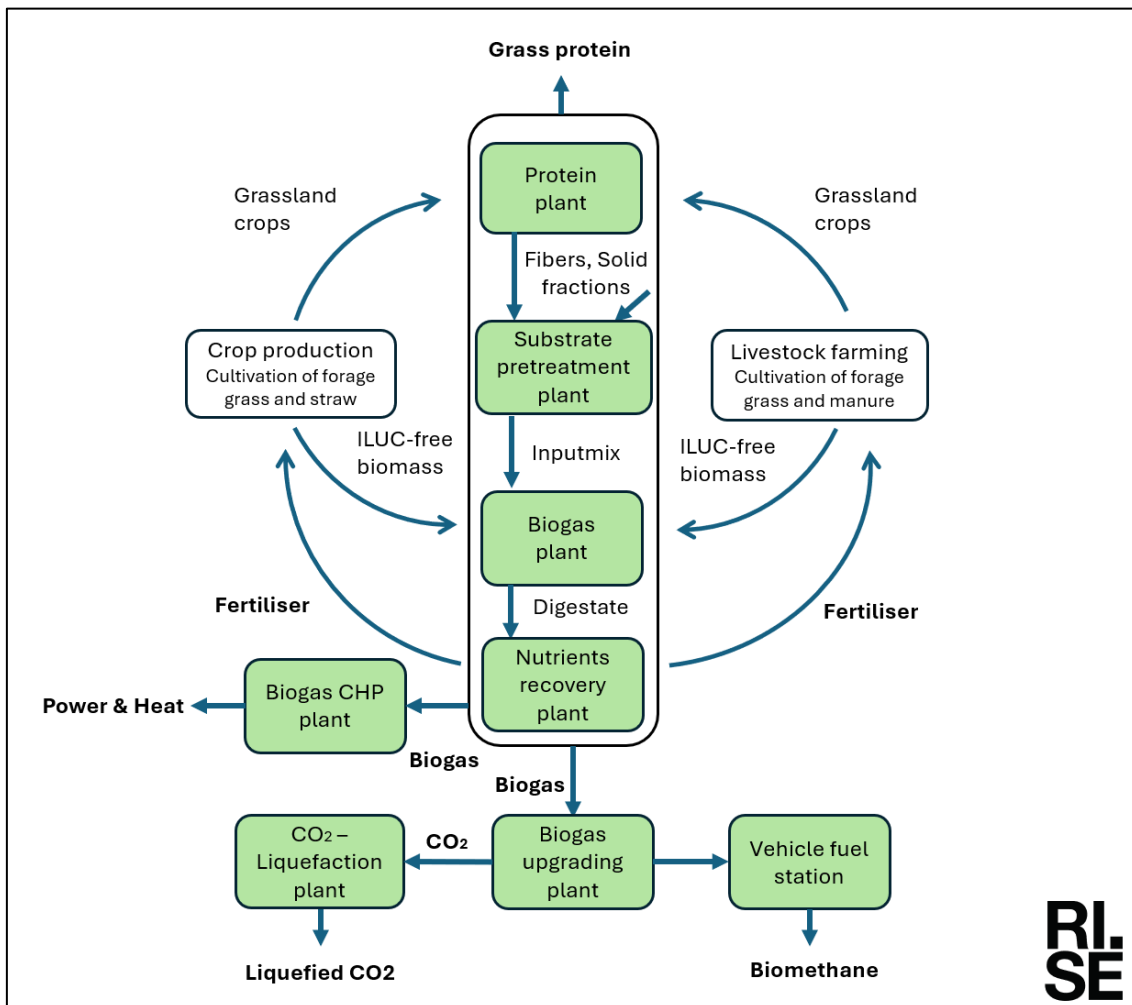 Grass protein
Protein
plant
Grassland
crops
Grassland
crops
Fibers, Solid
fractions
Crop production
Cultivation of forage
grass and straw
Substrate
pretreatment
plant
Livestock farming
Cultivation of forage
grass and manure
ILUC-free
biomass
Inputmix
ILUC-free
biomass
Biogas
plant
Fertiliser
Digestate
Fertiliser
Nutrients
recovery
plant
Power & Heat
Biogas CHP
plant
Biogas
Biogas
CO₂ –
Liquefaction
plant
CO₂
Biogas
upgrading
plant
Vehicle fuel
station
Liquefied CO2
Biomethane
RI.
SE